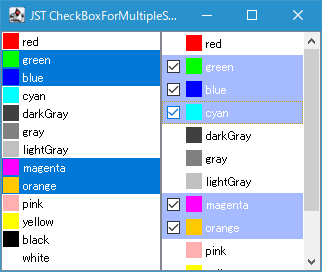 JST CheckBoxForMultipleS...
red
green
blue
cyan
darkGray
gray
lightGray
magenta
orange
pink
yellow
black
white
red
green
blue
cyan
darkGray
gray
lightGray
magenta
orange
pink
yellow